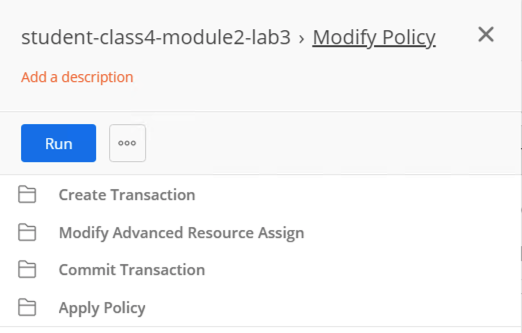 student-class4-module2-lab3 › Modify Policy
Add a description
Run
Create Transaction
Modify Advanced Resource Assign
Commit Transaction
Apply Policy